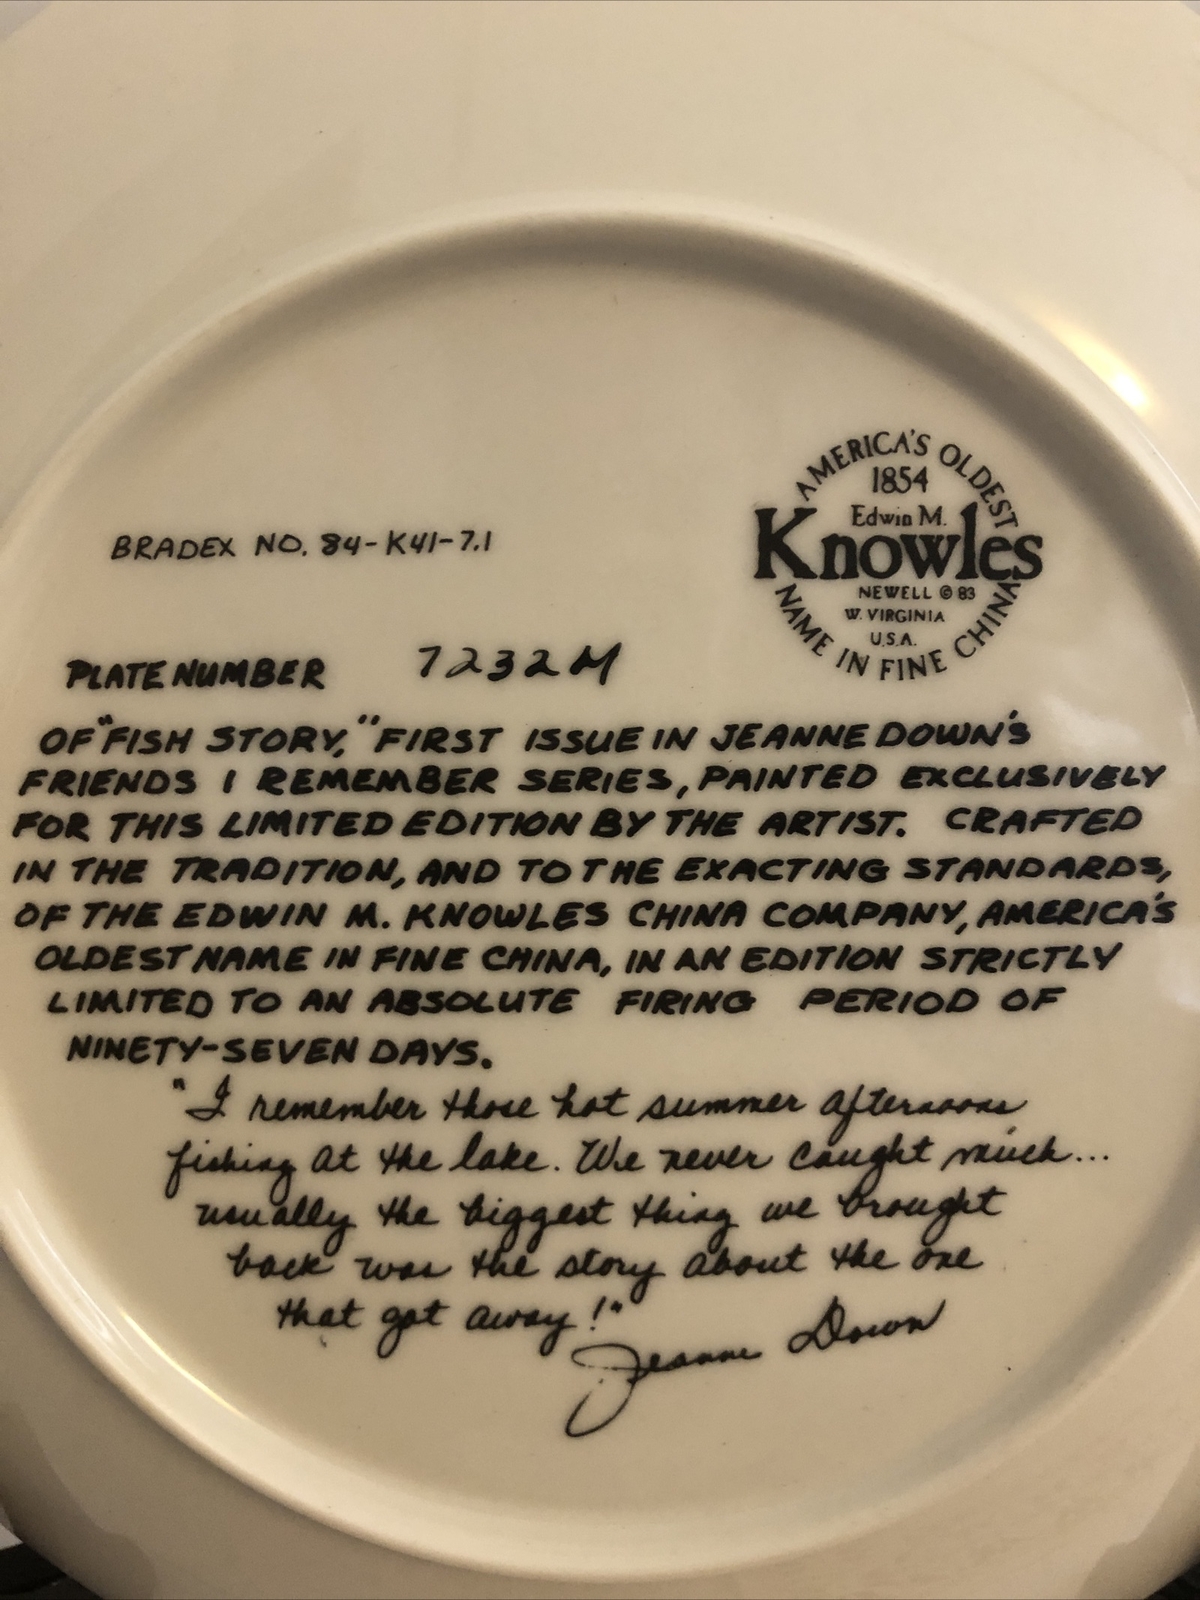 AMERICA'S OLDEST
1854
Edwin M.
Knowles
NEWELL © 83
W. VIRGINIA
U.S.A.
NAME IN FINE CHINA
BRADEX NO. 84-K41-7.1
PLATE NUMBER 7232M
OF "FISH STORY," FIRST ISSUE IN JEANNE DOWN'S
FRIENDS I REMEMBER SERIES, PAINTED EXCLUSIVELY
FOR THIS LIMITED EDITION BY THE ARTIST. CRAFTED
IN THE TRADITION, AND TO THE EXACTING STANDARDS,
OF THE EDWIN M. KNOWLES CHINA COMPANY, AMERICA'S
OLDEST NAME IN FINE CHINA, IN AN EDITION STRICTLY
LIMITED TO AN ABSOLUTE FIRING PERIOD OF
NINETY-SEVEN DAYS.
"I remember those hot summer afternoons
fishing at the lake. We never caught much...
usually the biggest thing we brought
back was the story about the one
that got away!"
Jeanne Down